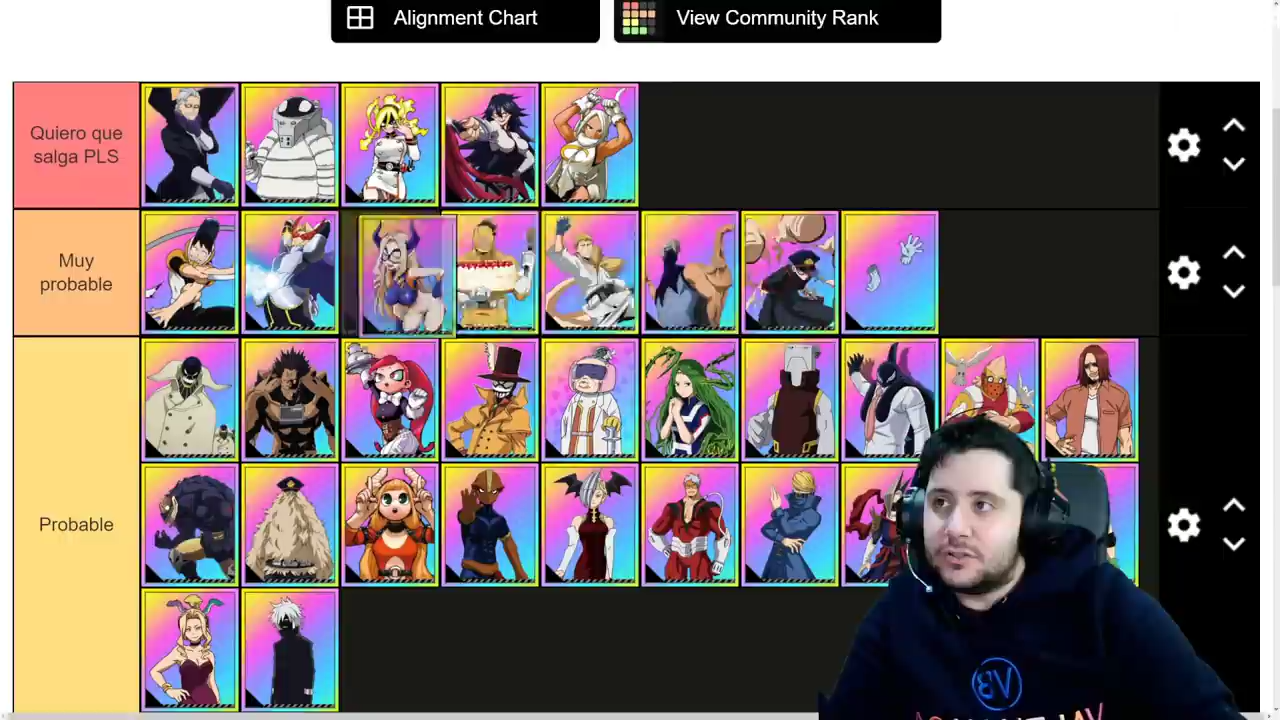 Alignment Chart
View Community Rank
Quiero que
salga PLS
Muy
probable
Probable